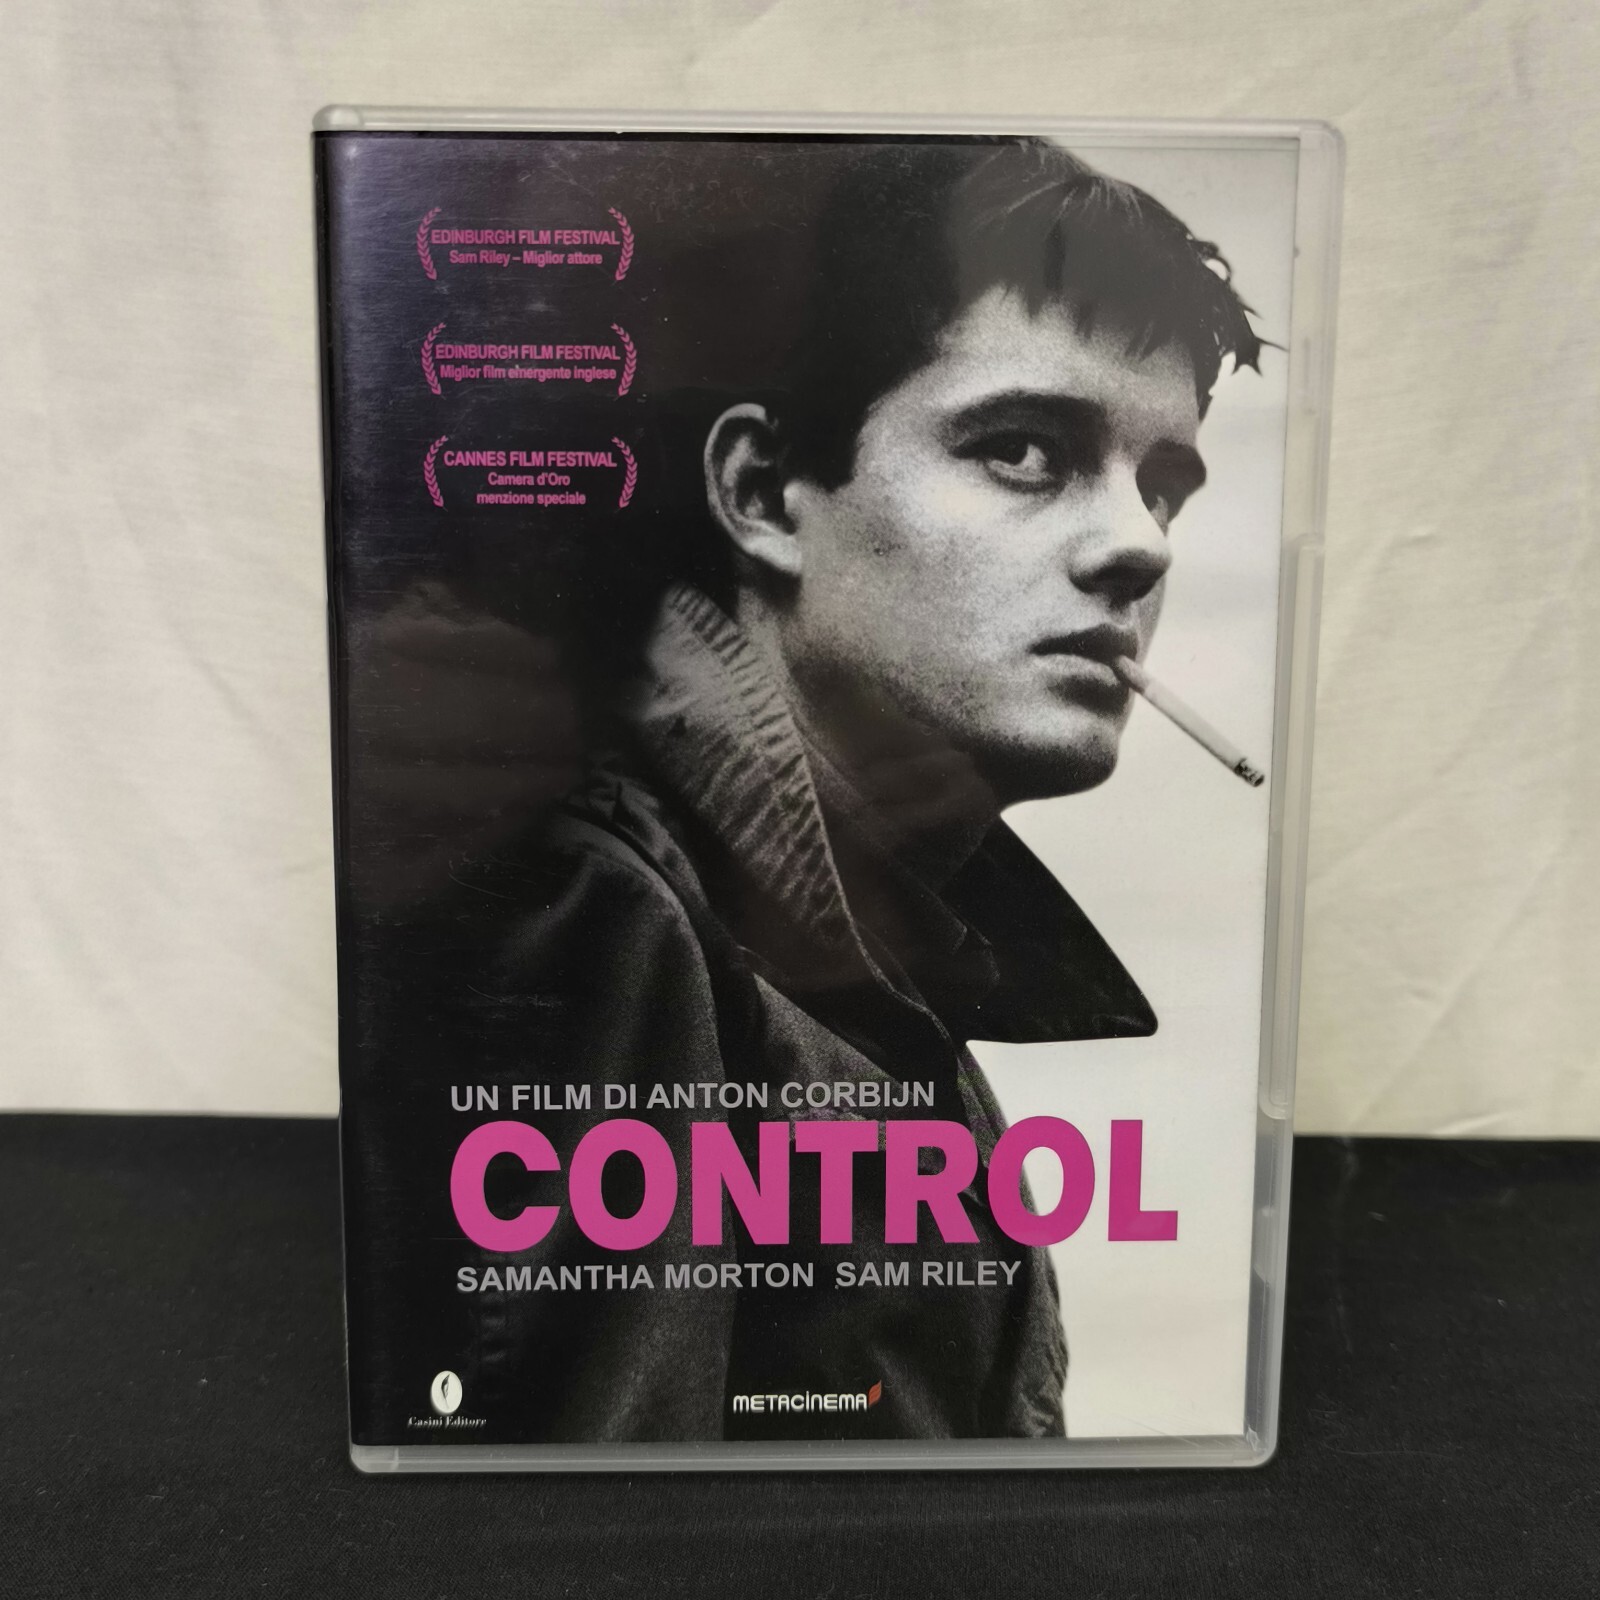 EDINBURGH FILM FESTIVAL
Sam Riley – Miglior attore
EDINBURGH FILM FESTIVAL
Miglior film emergente inglese
CANNES FILM FESTIVAL
Camera d'Oro
menzione speciale
UN FILM DI ANTON CORBIJN
CONTROL
SAMANTHA MORTON SAM RILEY
Casini Editore
METACINEMA